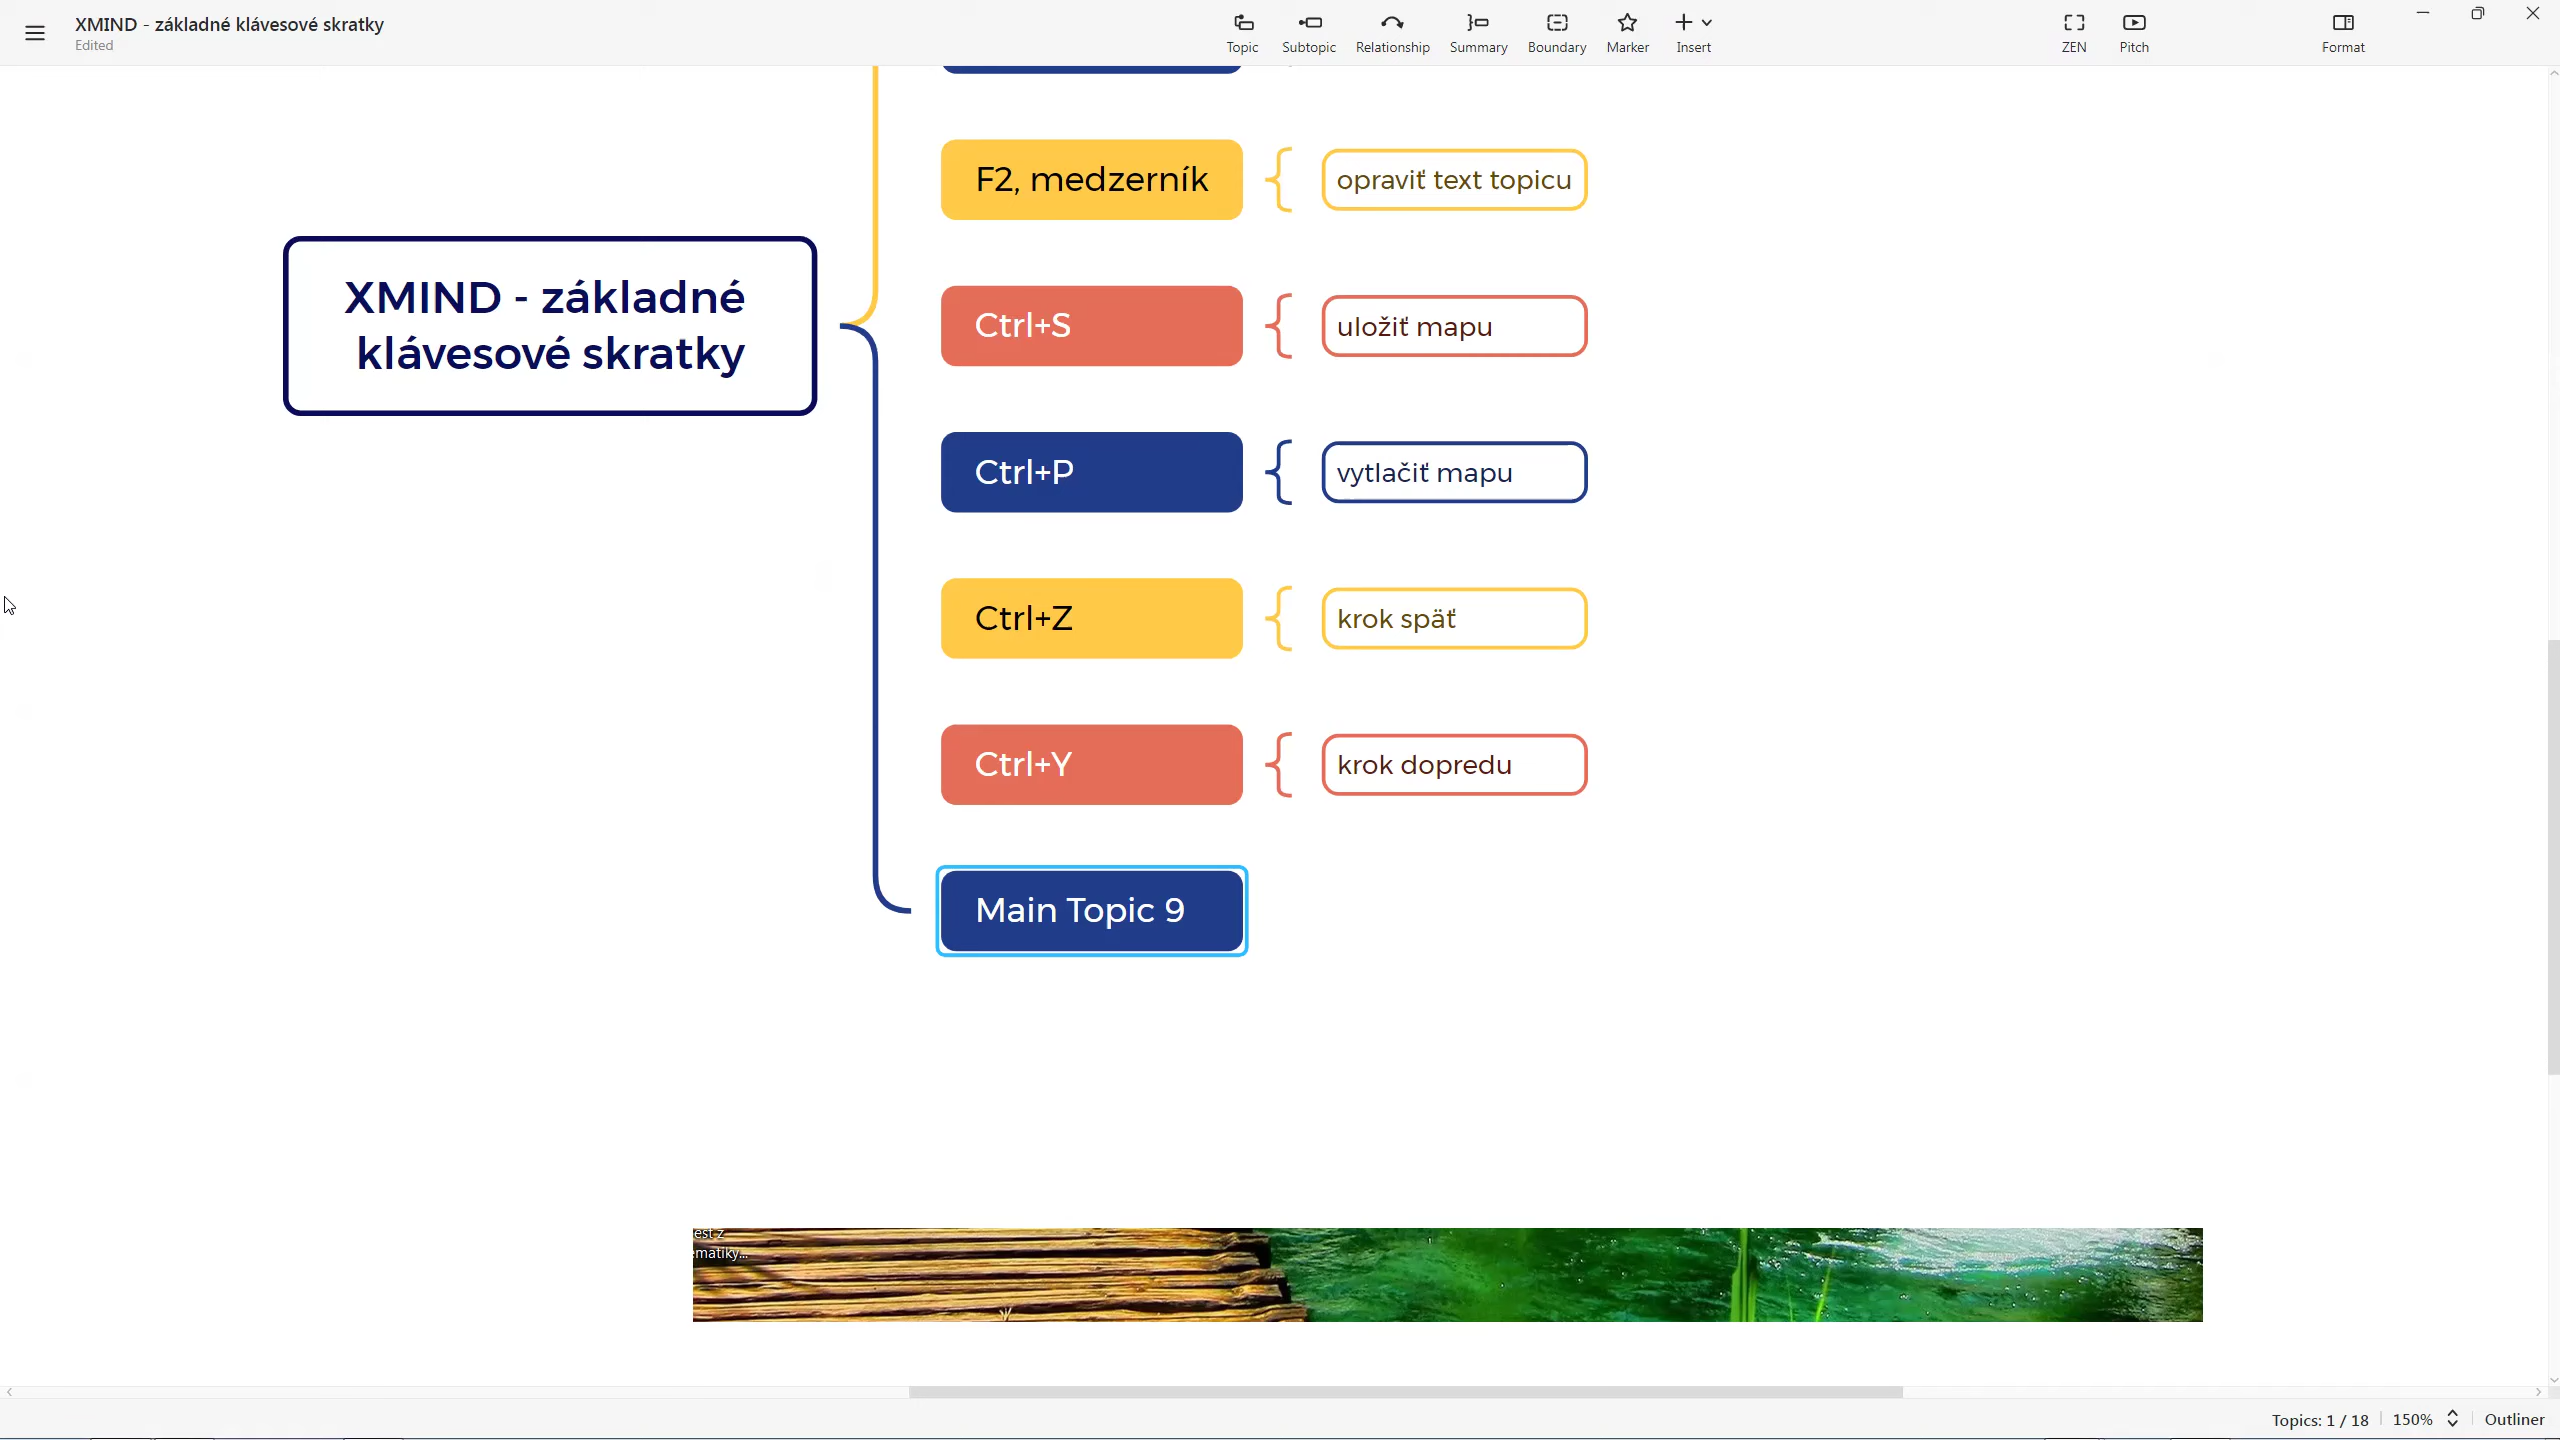 XMIND - základné klávesové skratky
Edited
Topic
Subtopic
Relationship
Summary
Boundary
Marker
Insert
ZEN
Pitch
Format
F2, medzerník
opraviť text topicu
XMIND - základné
klávesové skratky
Ctrl+S
uložiť mapu
Ctrl+P
vytlačiť mapu
Ctrl+Z
krok späť
Ctrl+Y
krok dopredu
Main Topic 9
est z
ematiky...
Topics: 1 / 18
150%
Outliner